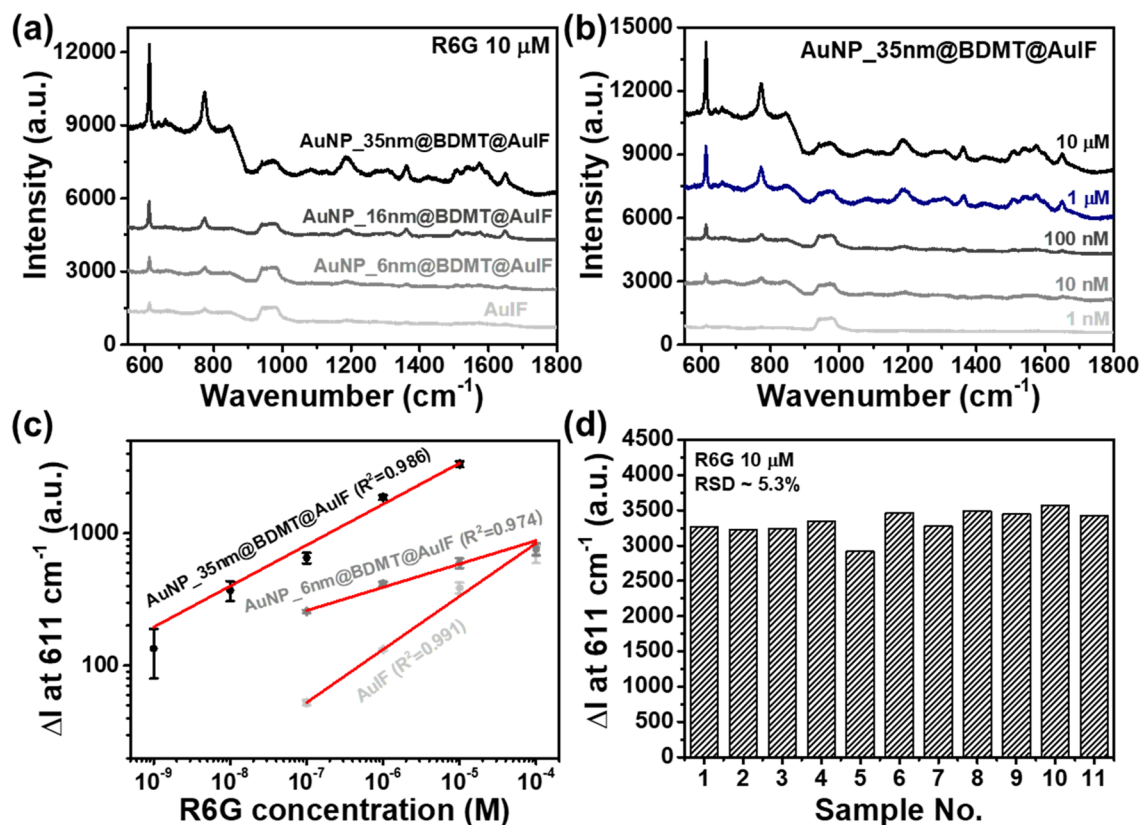 (a)
R6G 10 μM
12000
9000
6000
3000
0
Intensity (a.u.)
AuNP_35nm@BDMT@AuIF
AuNP_16nm@BDMT@AuIF
AuNP_6nm@BDMT@AuIF
AuIF
600 800 1000 1200 1400 1600 1800
Wavenumber (cm⁻¹)
(b)
AuNP_35nm@BDMT@AuIF
15000
12000
9000
6000
3000
0
Intensity (a.u.)
10 μM
1 μM
100 nM
10 nM
1 nM
600 800 1000 1200 1400 1600 1800
Wavenumber (cm⁻¹)
(c)
1000
100
ΔI at 611 cm⁻¹ (a.u.)
AuNP_35nm@BDMT@AuIF (R²=0.986)
AuNP_6nm@BDMT@AuIF (R²=0.974)
AuIF (R²=0.991)
10⁻⁹ 10⁻⁸ 10⁻⁷ 10⁻⁶ 10⁻⁵ 10⁻⁴
R6G concentration (M)
(d)
R6G 10 μM
RSD ~ 5.3%
4500
4000
3500
3000
2500
2000
1500
1000
500
0
ΔI at 611 cm⁻¹ (a.u.)
1 2 3 4 5 6 7 8 9 10 11
Sample No.